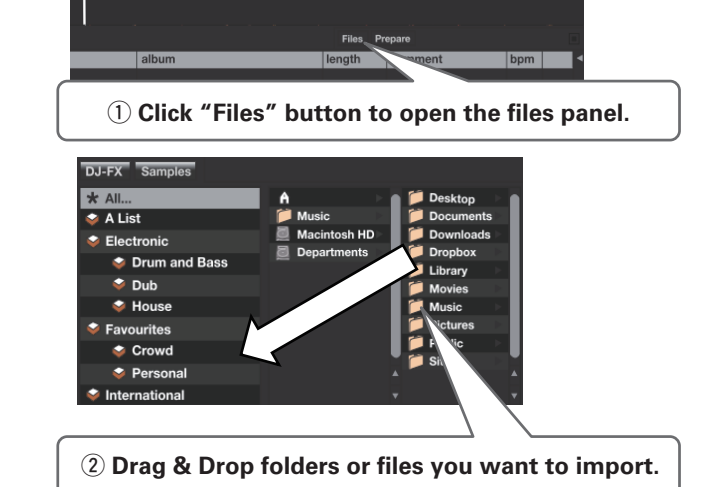 Files Prepare
album length bpm
① Click “Files” button to open the files panel.
DJ-FX Samples
* All...
A List
Electronic
Drum and Bass
Dub
House
Favourites
Crowd
Personal
International
Music
Macintosh HD
Departments
Desktop
Documents
Downloads
Dropbox
Library
Movies
Music
② Drag & Drop folders or files you want to import.